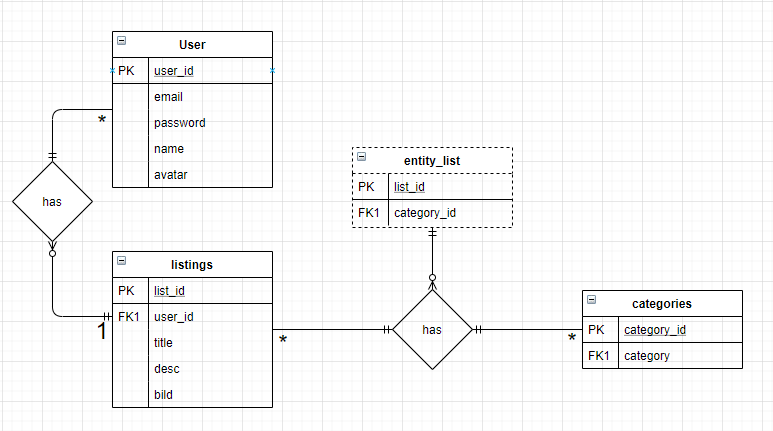 User
PK user_id
email
password
name
avatar
*
has
listings
PK list_id
FK1 user_id
title
desc
bild
1
*
entity_list
PK list_id
FK1 category_id
has
*
categories
PK category_id
FK1 category